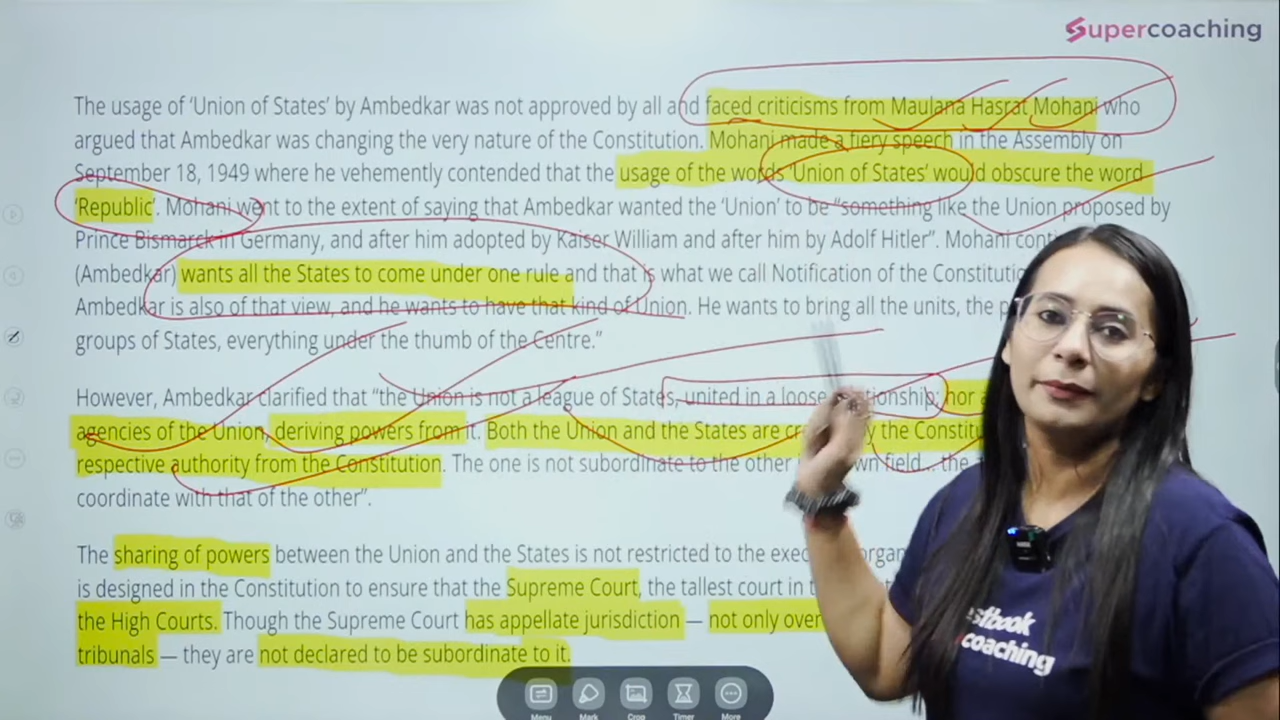 Supercoaching
The usage of ‘Union of States’ by Ambedkar was not approved by all and faced criticisms from Maulana Hasrat Mohani who
argued that Ambedkar was changing the very nature of the Constitution. Mohani made a fiery speech in the Assembly on
September 18, 1949 where he vehemently contended that the usage of the words ‘Union of States’ would obscure the word
‘Republic’. Mohani went to the extent of saying that Ambedkar wanted the ‘Union’ to be “something like the Union proposed by
Prince Bismarck in Germany, and after him adopted by Kaiser William and after him by Adolf Hitler”. Mohani
(Ambedkar) wants all the States to come under one rule and that is what we call Notification of the
Ambedkar is also of that view, and he wants to have that kind of Union. He wants to bring all the units, the
groups of States, everything under the thumb of the Centre.”
However, Ambedkar clarified that “the Union is not a league of States, united in a loose nor
agencies of the Union, deriving powers from it. Both the Union and the States are the
respective authority from the Constitution. The one is not subordinate to the other
coordinate with that of the other”.
The sharing of powers between the Union and the States is not restricted to the
is designed in the Constitution to ensure that the Supreme Court, the tallest court in
the High Courts. Though the Supreme Court has appellate jurisdiction — not only over
tribunals — they are not declared to be subordinate to it.
coaching
Menu Mark Crop Timer More